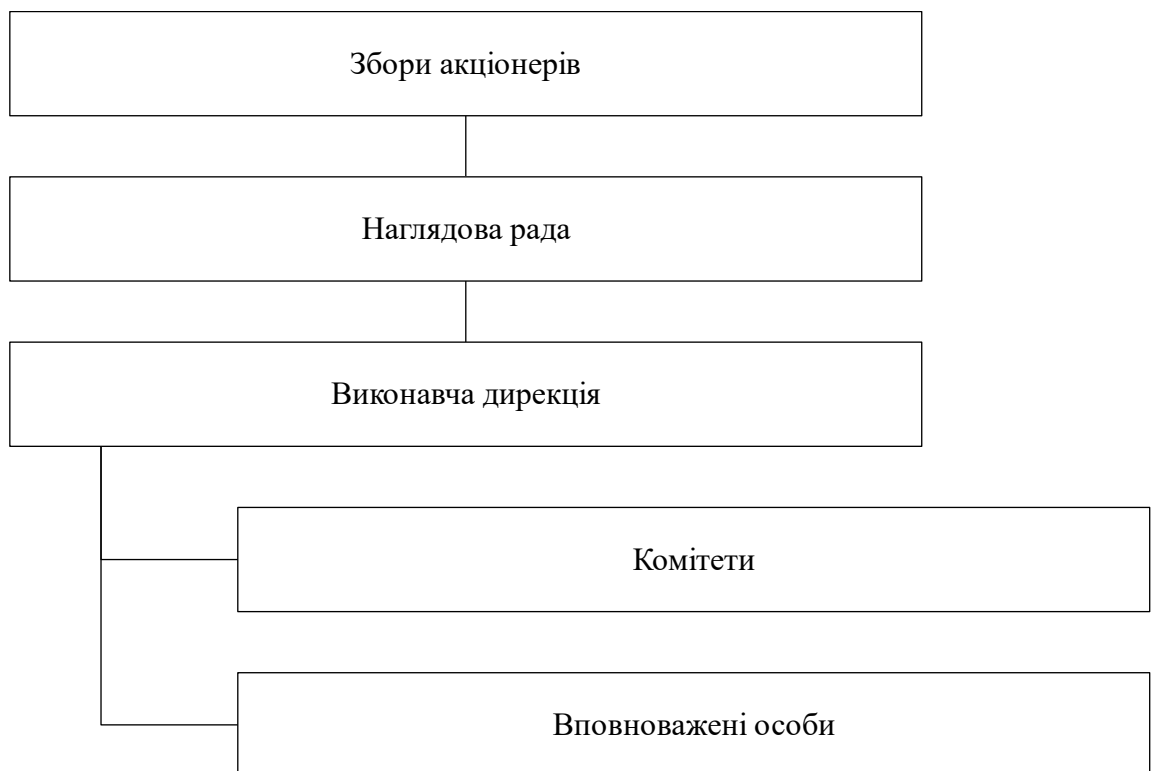 Збори акціонерів
Наглядова рада
Виконавча дирекція
Комітети
Вповноважені особи